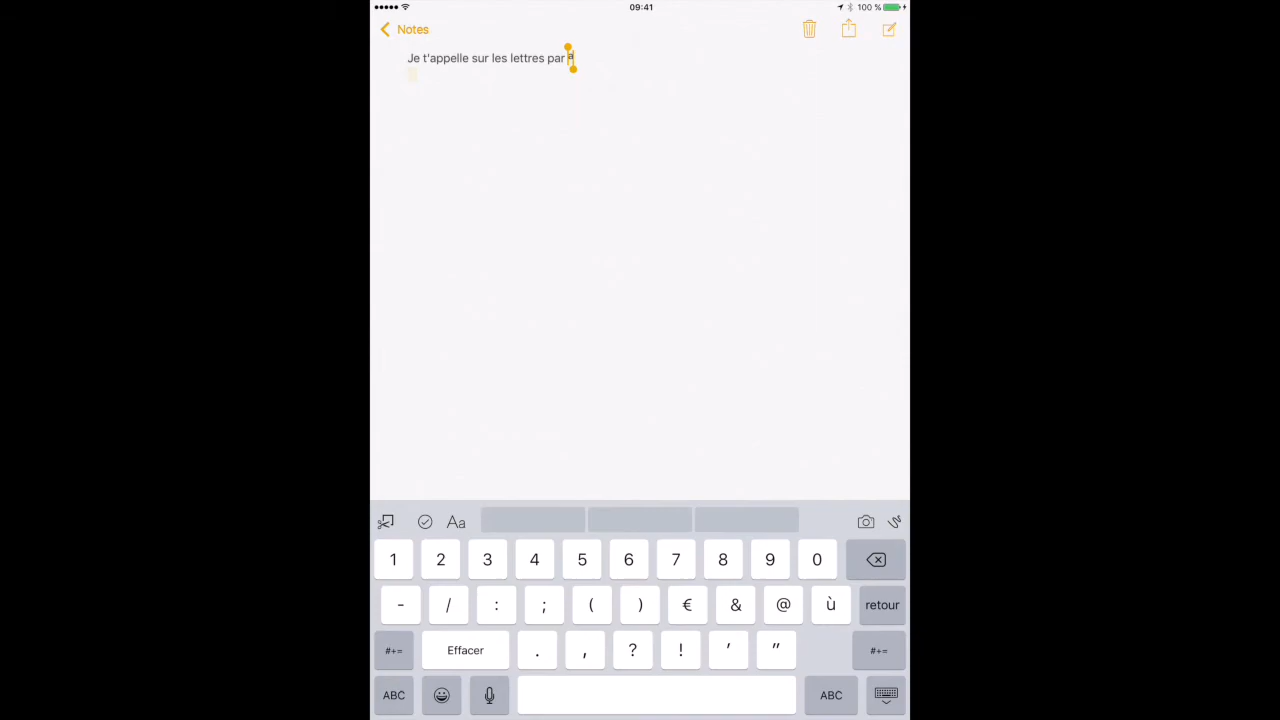 09:41
100 %
Notes
Je t'appelle sur les lettres par a
Aa
1 2 3 4 5 6 7 8 9 0
- / : ; ( ) € & @ ù retour
#+= Effacer . , ? ! ’ ” #+=
ABC ABC